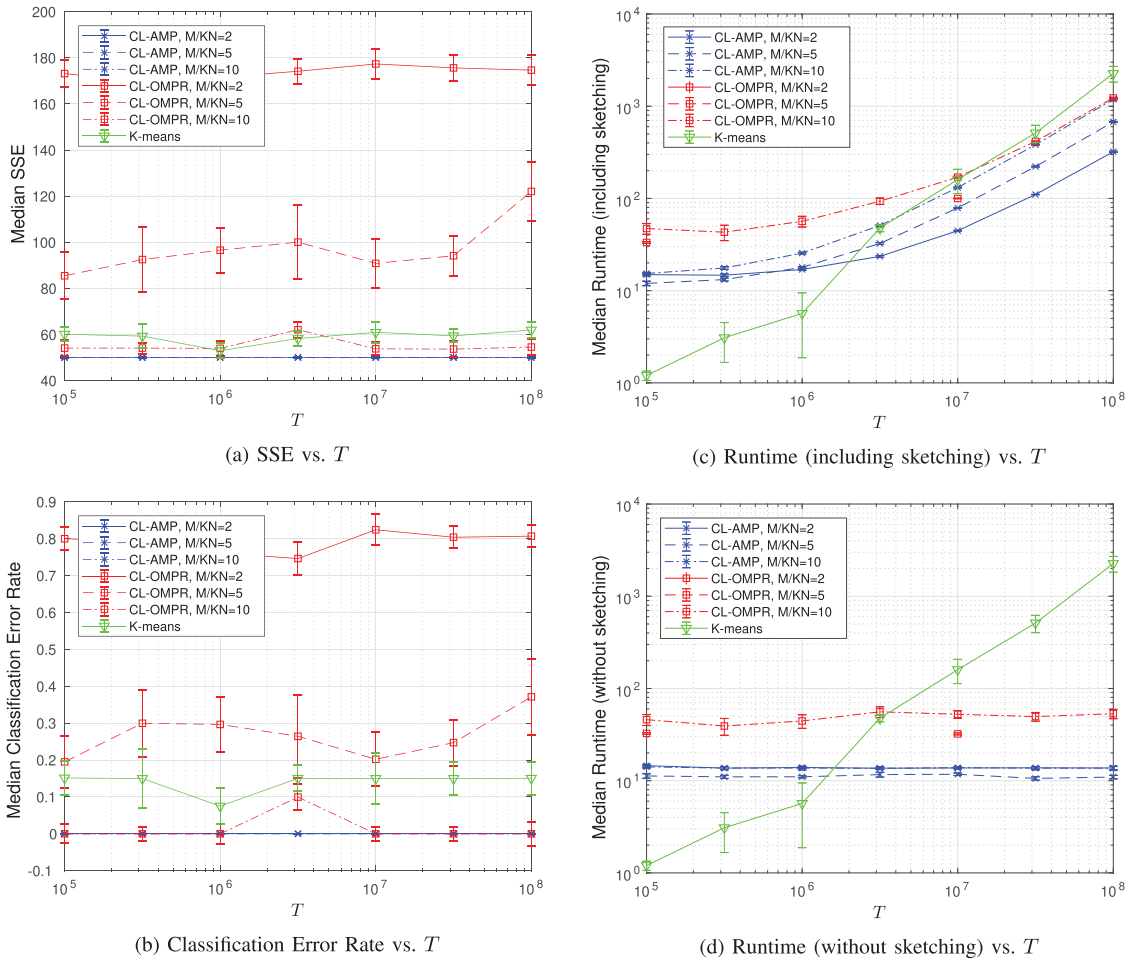 CL-AMP, M/KN=2
CL-AMP, M/KN=5
CL-AMP, M/KN=10
CL-OMPR, M/KN=2
CL-OMPR, M/KN=5
CL-OMPR, M/KN=10
K-means
Median SSE
200
180
160
140
120
100
80
60
40
10^5
10^6
10^7
10^8
T
(a) SSE vs. T
CL-AMP, M/KN=2
CL-AMP, M/KN=5
CL-AMP, M/KN=10
CL-OMPR, M/KN=2
CL-OMPR, M/KN=5
CL-OMPR, M/KN=10
K-means
Median Runtime (including sketching)
10^4
10^3
10^2
10^1
10^0
10^5
10^6
10^7
10^8
T
(c) Runtime (including sketching) vs. T
CL-AMP, M/KN=2
CL-AMP, M/KN=5
CL-AMP, M/KN=10
CL-OMPR, M/KN=2
CL-OMPR, M/KN=5
CL-OMPR, M/KN=10
K-means
Median Classification Error Rate
0.9
0.8
0.7
0.6
0.5
0.4
0.3
0.2
0.1
0
-0.1
10^5
10^6
10^7
10^8
T
(b) Classification Error Rate vs. T
CL-AMP, M/KN=2
CL-AMP, M/KN=5
CL-AMP, M/KN=10
CL-OMPR, M/KN=2
CL-OMPR, M/KN=5
CL-OMPR, M/KN=10
K-means
Median Runtime (without sketching)
10^4
10^3
10^2
10^1
10^0
10^5
10^6
10^7
10^8
T
(d) Runtime (without sketching) vs. T